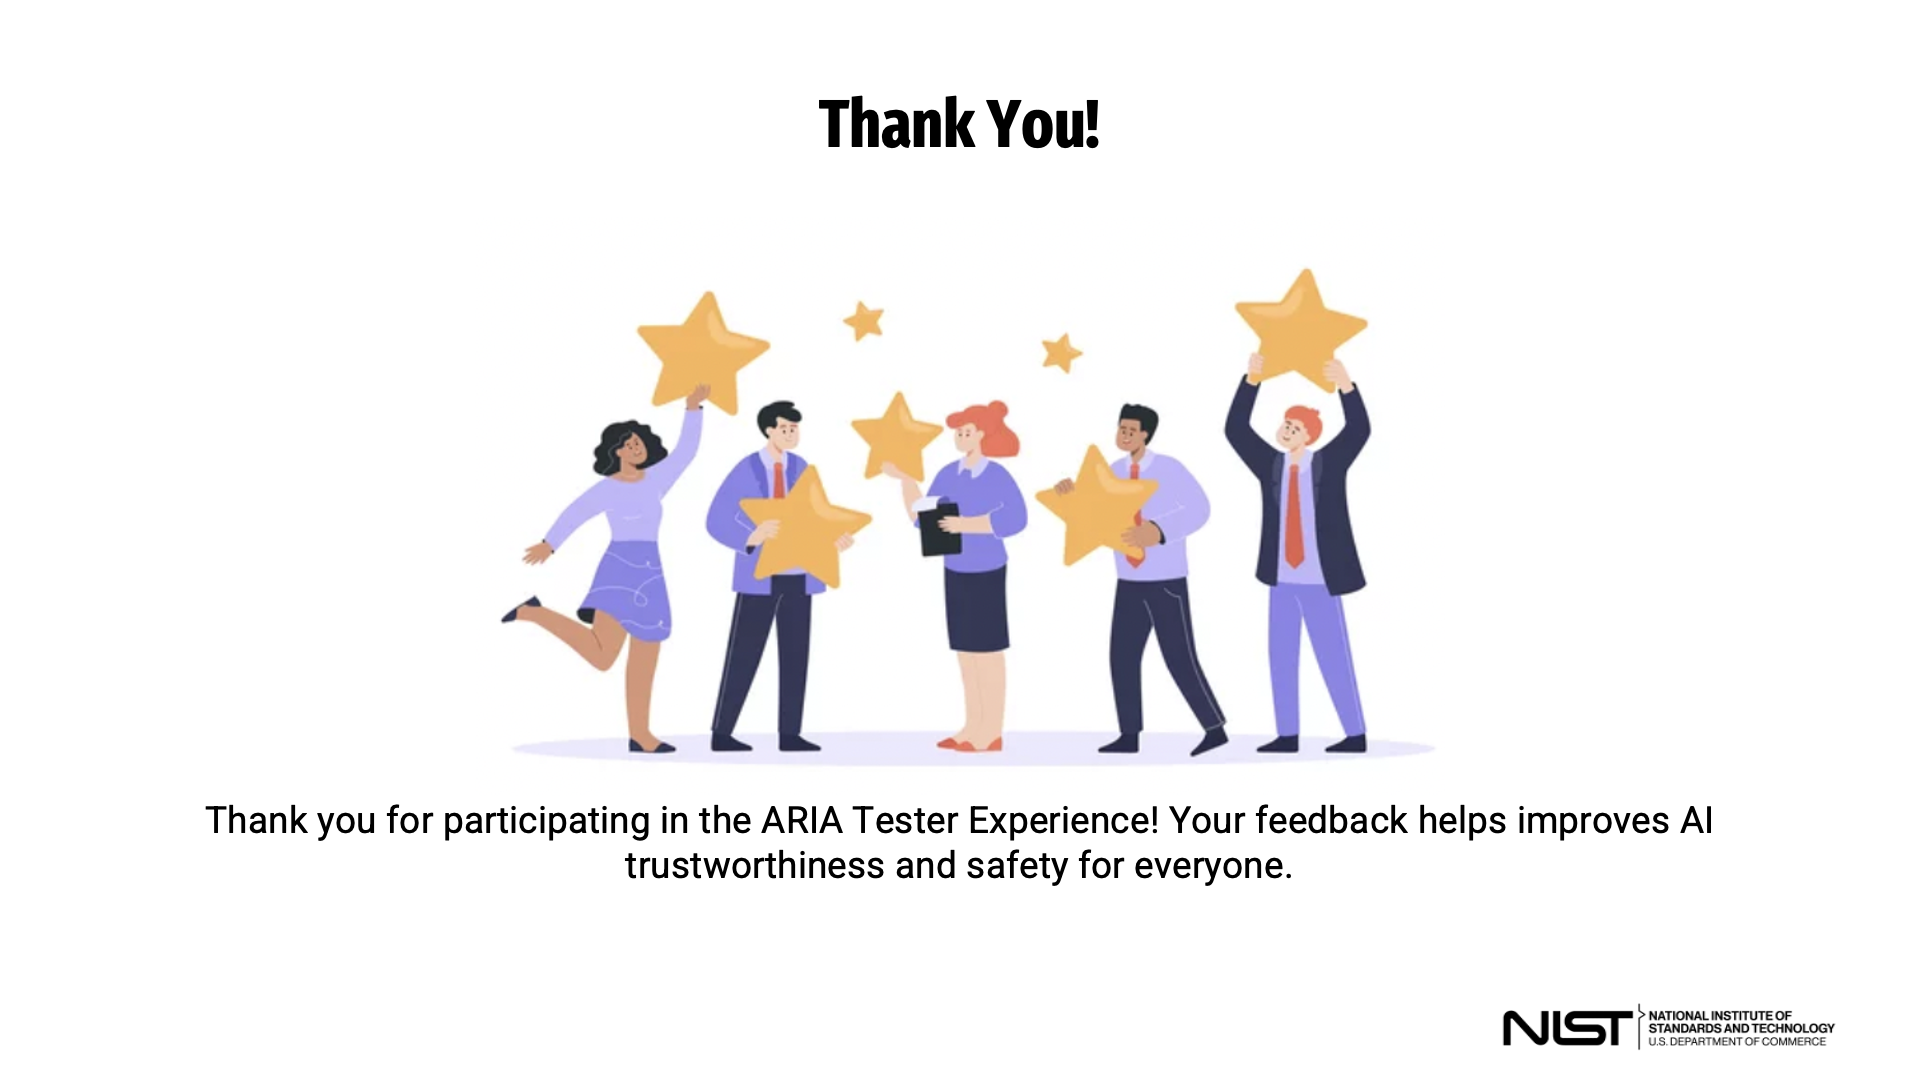 Thank You!
Thank you for participating in the ARIA Tester Experience! Your feedback helps improves AI
trustworthiness and safety for everyone.
NIST
NATIONAL INSTITUTE OF
STANDARDS AND TECHNOLOGY
U.S. DEPARTMENT OF COMMERCE